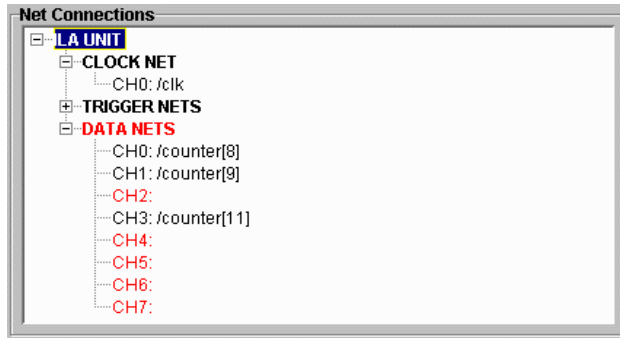 Net Connections
LA UNIT
CLOCK NET
CH0: /clk
TRIGGER NETS
DATA NETS
CH0: /counter[8]
CH1: /counter[9]
CH2:
CH3: /counter[11]
CH4:
CH5:
CH6:
CH7: